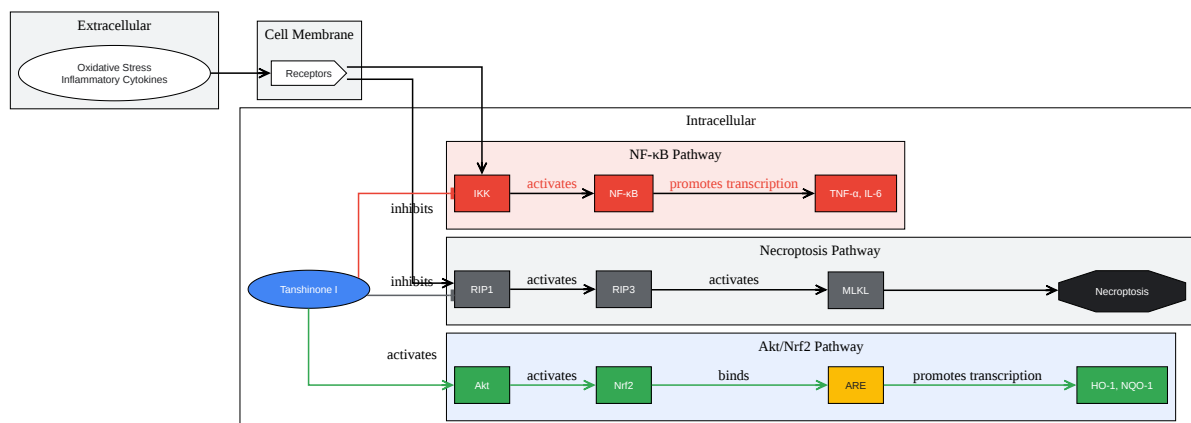 Extracellular
Oxidative Stress
Inflammatory Cytokines
Cell Membrane
Receptors
Intracellular
NF-κB Pathway
IKK
activates
NF-κB
promotes transcription
TNF-α, IL-6
inhibits
Necroptosis Pathway
inhibits
RIP1
activates
RIP3
activates
MLKL
Necroptosis
Tanshinone I
Akt/Nrf2 Pathway
activates
Akt
activates
Nrf2
binds
ARE
promotes transcription
HO-1, NQO-1